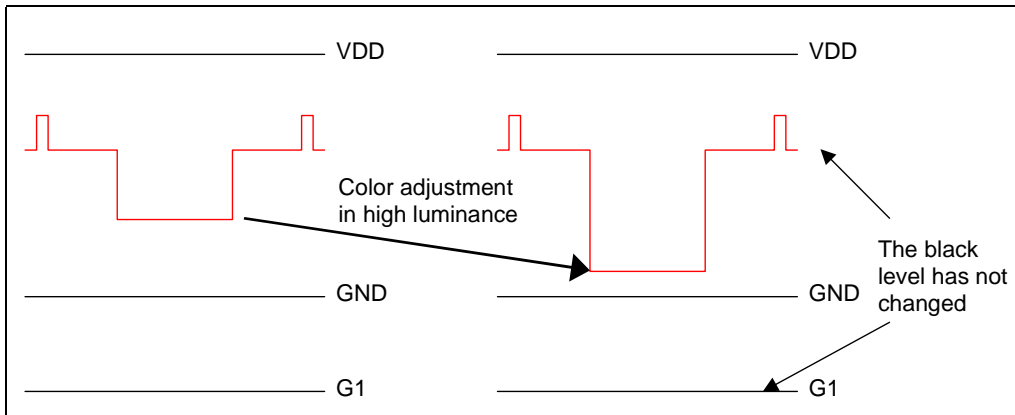 VDD
VDD
Color adjustment
in high luminance
The black
level has not
changed
GND
GND
G1
G1